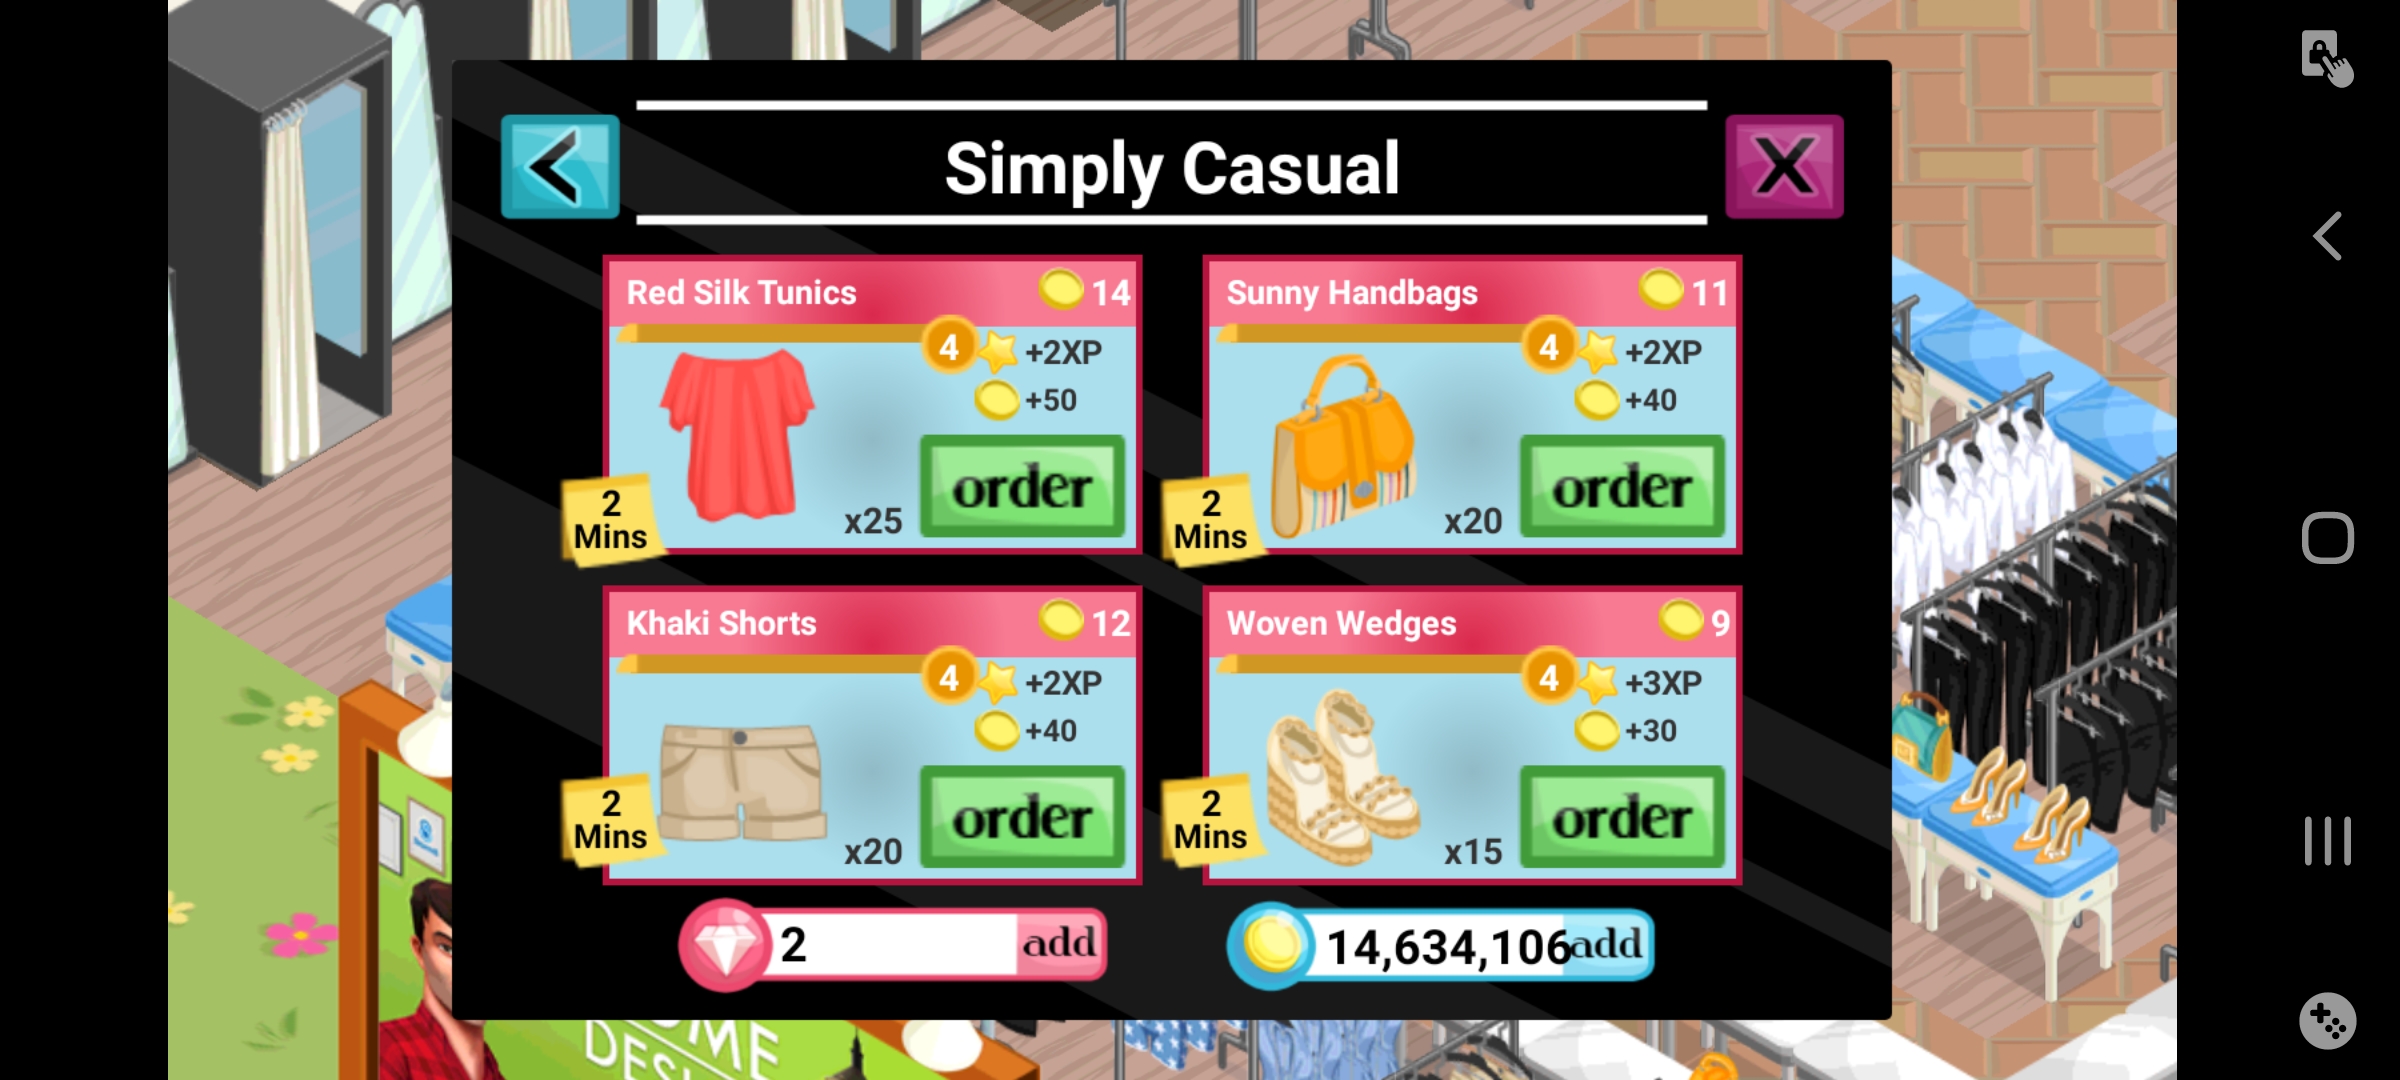 Simply Casual
Red Silk Tunics 14
4 +2XP
+50
order
2
Mins
x25
Sunny Handbags 11
4 +2XP
+40
order
2
Mins
x20
Khaki Shorts 12
4 +2XP
+40
order
2
Mins
x20
Woven Wedges 9
4 +3XP
+30
order
2
Mins
x15
2 add
14,634,106 add